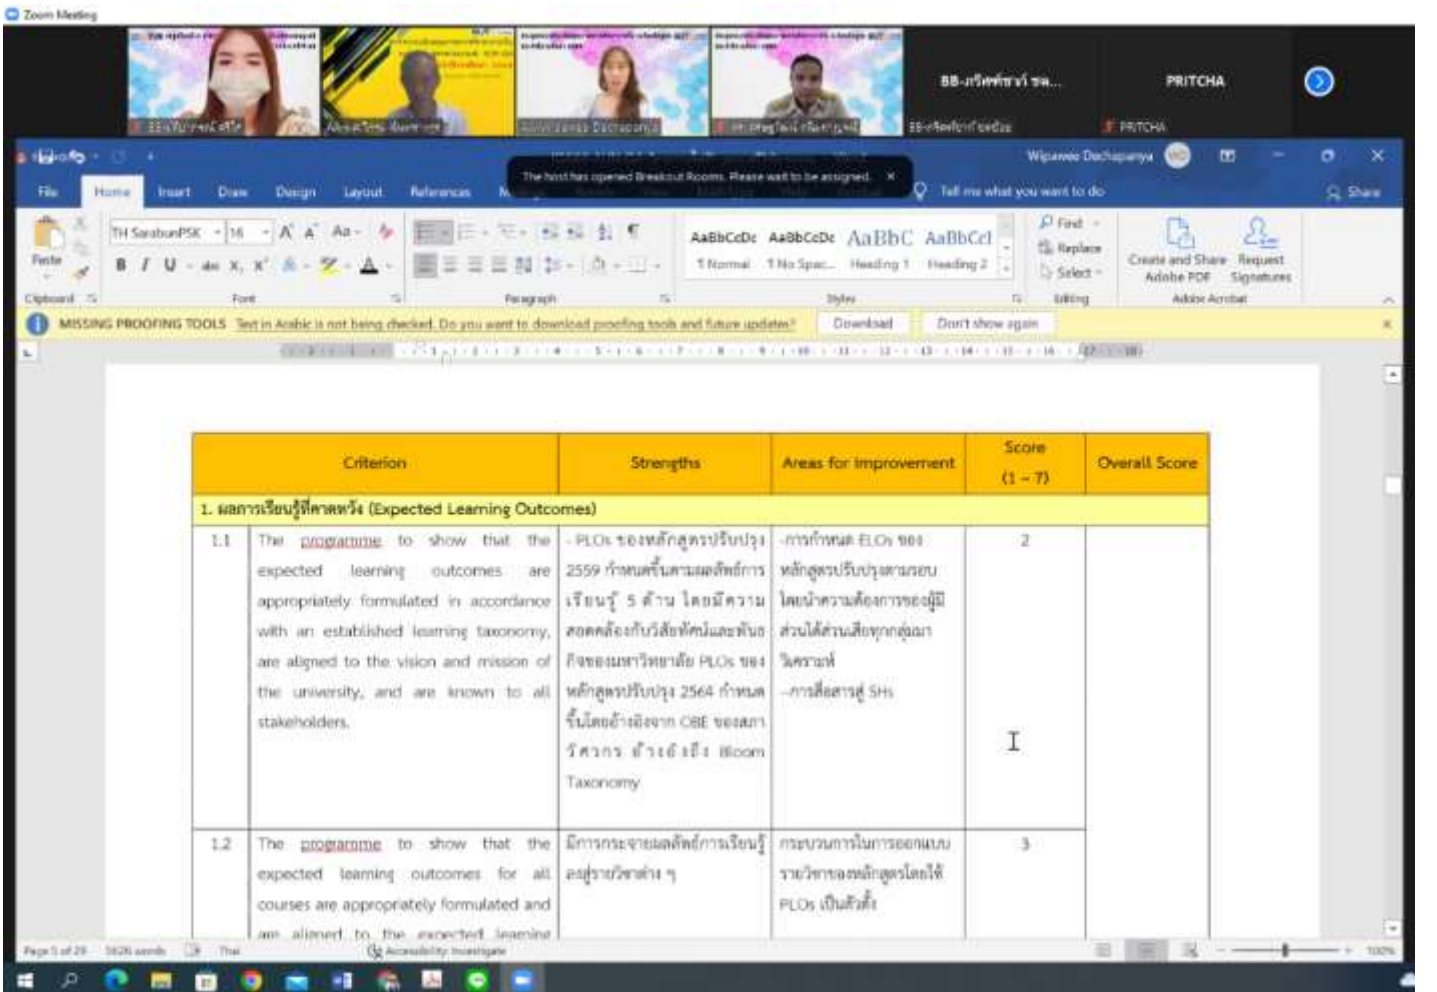 Zoom Meeting
PRITCHA
PRITCHA
Wipawee Dechapanya
The host has opened Breakout Rooms. Please wait to be assigned. ×
File Home Insert Draw Design Layout References
Tell me what you want to do
Share
Paste
TH SarabunPSK 16
B I U abc
AaBbCcDc AaBbCcDc AaBbC AaBbCcI
¶ Normal ¶ No Spac... Heading 1 Heading 2
Find
Replace
Select
Create and Share Adobe PDF
Request Signatures
Clipboard Font Paragraph Styles Editing Adobe Acrobat
MISSING PROOFING TOOLS Text in Arabic is not being checked. Do you want to download proofing tools and future updates? Download Don't show again
Criterion
Strengths
Areas for Improvement
Score
(1 – 7)
Overall Score
1. ผลการเรียนรู้ที่คาดหวัง (Expected Learning Outcomes)
1.1
The programme to show that the
expected learning outcomes are
appropriately formulated in accordance
with an established learning taxonomy,
are aligned to the vision and mission of
the university, and are known to all
stakeholders.
- PLOs ของหลักสูตรปรับปรุง
2559 กำหนดขึ้นตามผลลัพธ์การ
เรียนรู้ 5 ด้าน โดยมีความ
สอดคล้องกับวิสัยทัศน์และพันธ
กิจของมหาวิทยาลัย PLOs ของ
หลักสูตรปรับปรุง 2564 กำหนด
ขึ้นโดยอ้างอิงจาก OBE ของสภา
วิศวกร อ้างอิงถึง Bloom
Taxonomy
-การกำหนด ELOs ของ
หลักสูตรปรับปรุงตามรอบ
โดยนำความต้องการของผู้มี
ส่วนได้ส่วนเสียทุกกลุ่มมา
วิเคราะห์
-การสื่อสารสู่ SHs
2
1.2
The programme to show that the
expected learning outcomes for all
courses are appropriately formulated and
are aligned to the expected learning
มีการกระจายผลลัพธ์การเรียนรู้
ลงสู่รายวิชาต่าง ๆ
กระบวนการในการออกแบบ
รายวิชาของหลักสูตรโดยใช้
PLOs เป็นตัวตั้ง
3
Page 5 of 29 5626 words Thai Accessibility: Investigate
100%